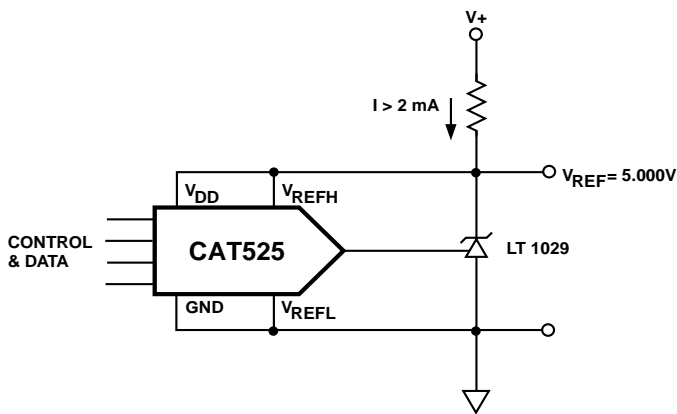 V+
I > 2 mA
VDD
VREFH
VREF = 5.000V
CONTROL
& DATA
CAT525
LT 1029
GND
VREFL